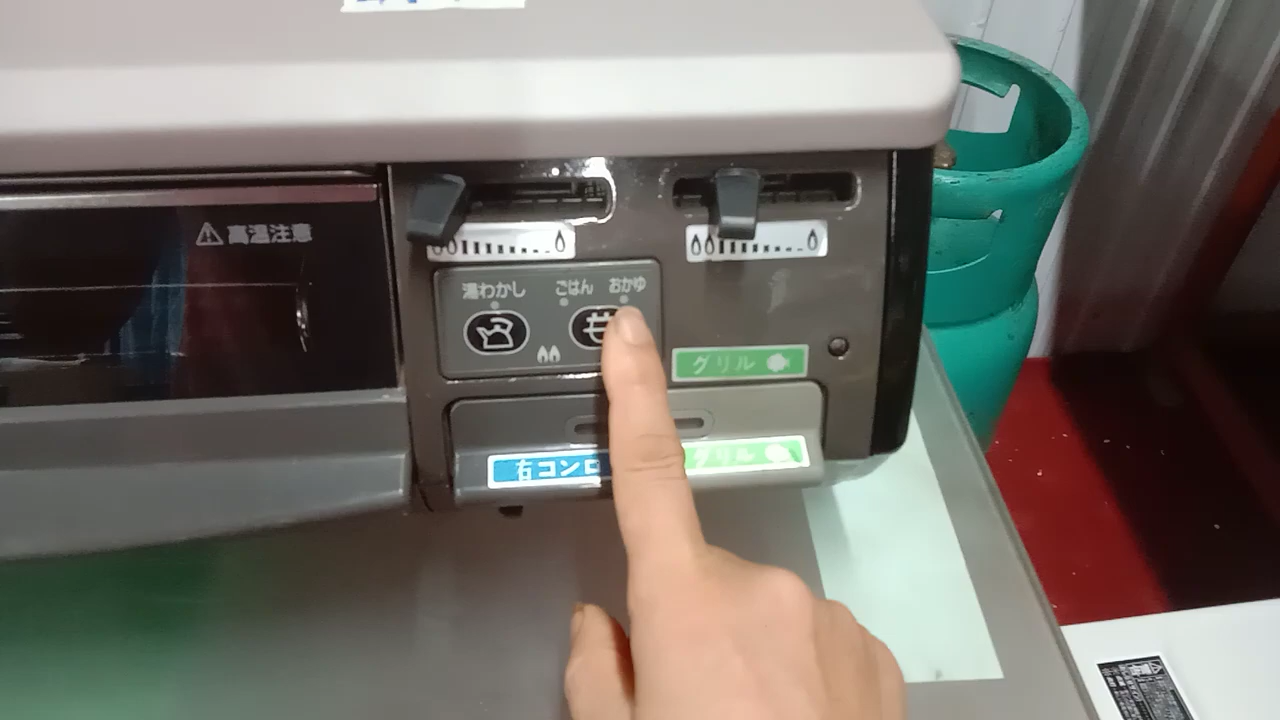 高温注意
湯わかし
ごはん
おかゆ
グリル
右コンロ
グリル